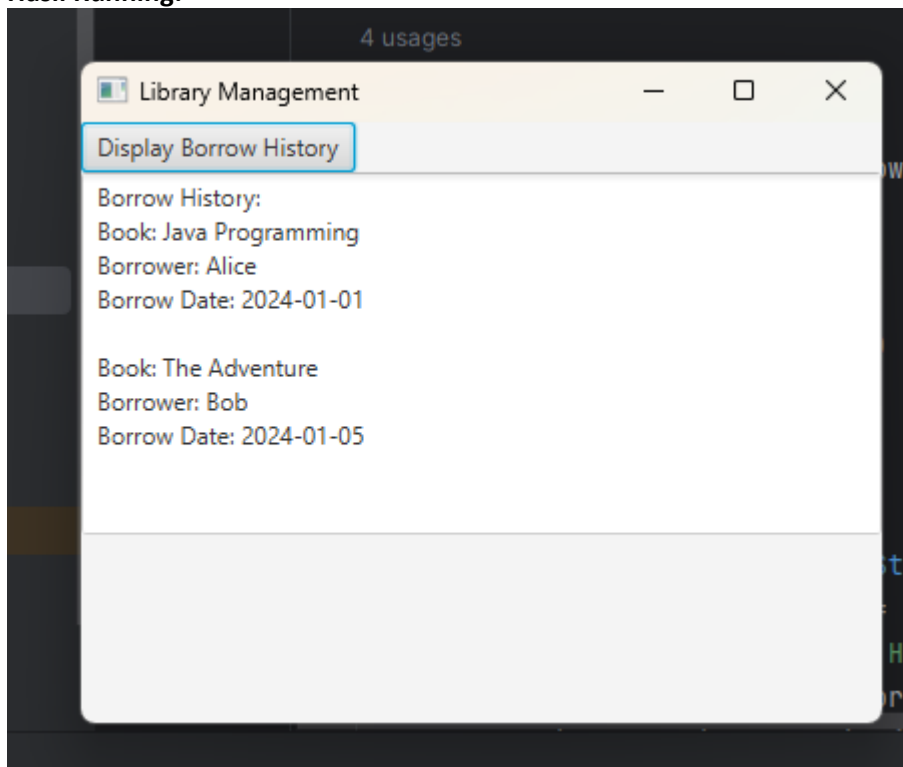 4 usages
Library Management
Display Borrow History
Borrow History:
Book: Java Programming
Borrower: Alice
Borrow Date: 2024-01-01
Book: The Adventure
Borrower: Bob
Borrow Date: 2024-01-05